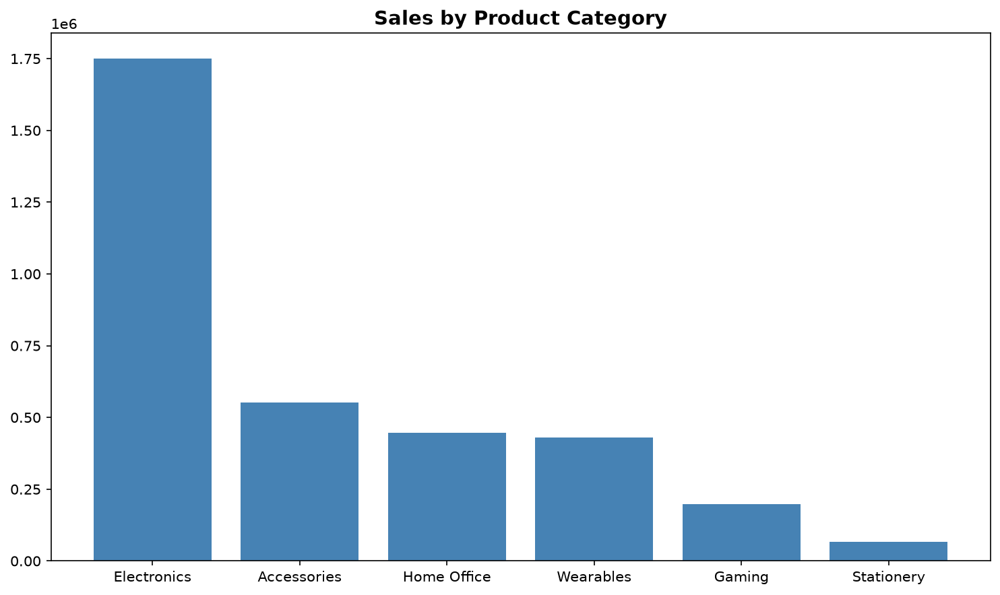 Sales by Product Category
1e6
1.75
1.50
1.25
1.00
0.75
0.50
0.25
0.00
Electronics Accessories Home Office Wearables Gaming Stationery